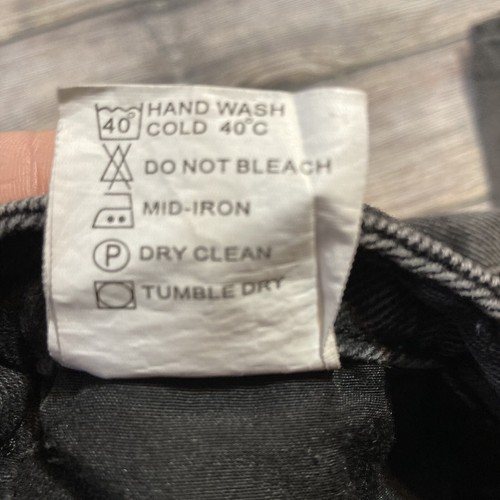 40°
HAND WASH
COLD 40°C
DO NOT BLEACH
MID-IRON
P
DRY CLEAN
TUMBLE DRY